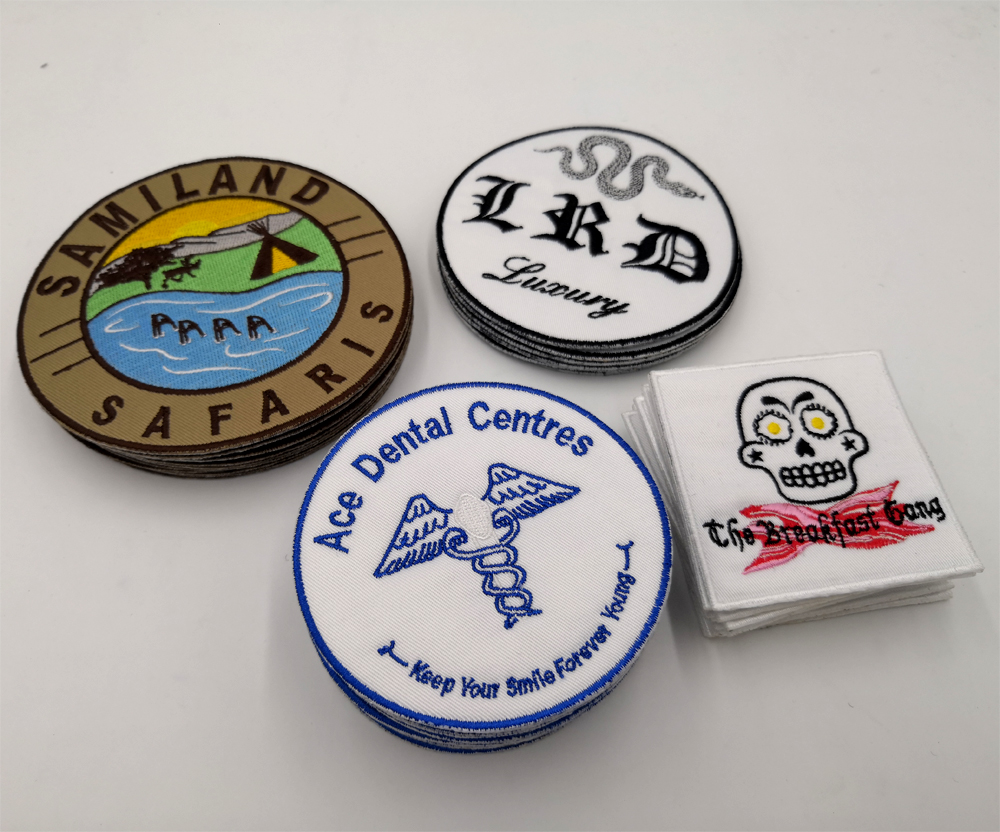 SAMILAND
SAFARIS
LRD
Luxury
Ace Dental Centres
Keep Your Smile Forever Young
The Breakfast Gang